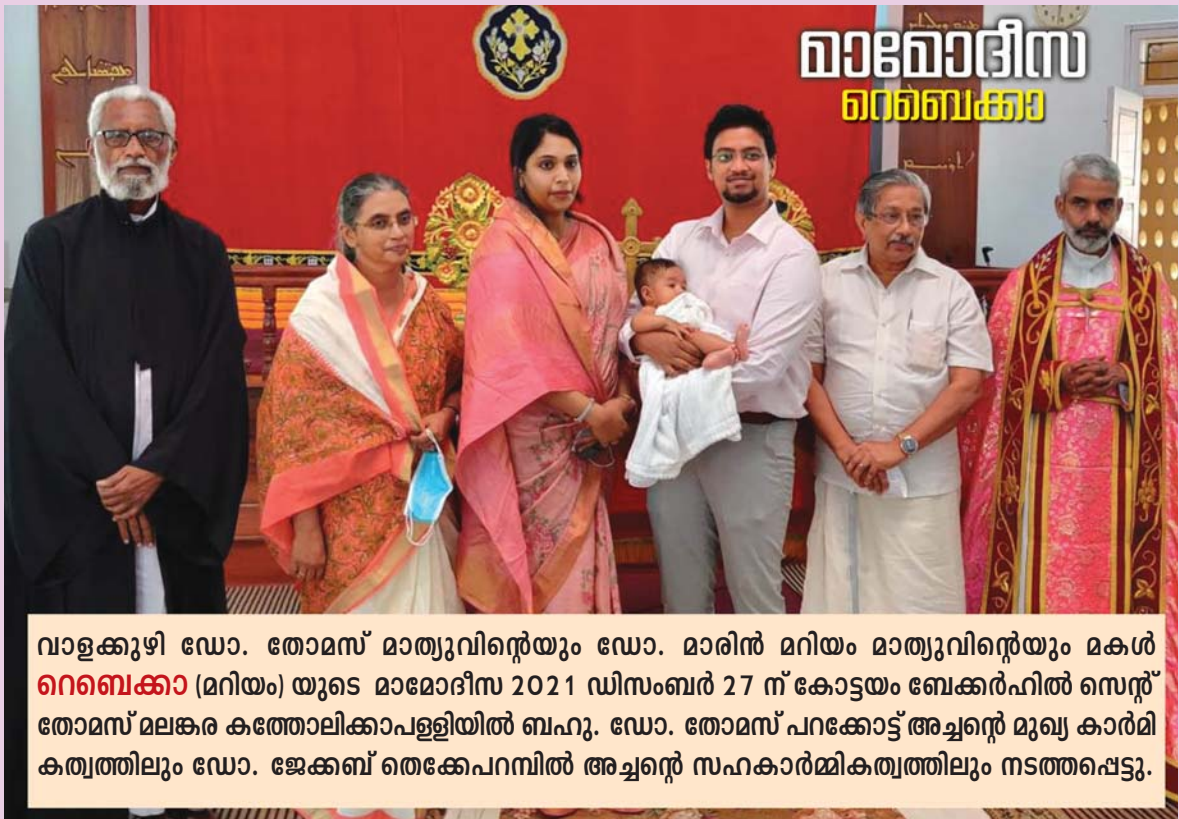 മാമോദീസ
റെബൈക്കാ
വാളക്കുഴി ഡോ. തോമസ് മാത്യുവിന്റെയും ഡോ. മാരിൻ മറിയം മാത്യുവിന്റെയും മകൾ
റെബെക്കാ (മറിയം) യുടെ മാമോദീസ 2021 ഡിസംബർ 27 ന് കോട്ടയം ബേക്കർഹിൽ സെന്റ്
തോമസ് മലങ്കര കത്തോലിക്കാപളളിയിൽ ബഹു. ഡോ. തോമസ് പറക്കോട്ട് അച്ചന്റെ മുഖ്യ കാർമി
കത്വത്തിലും ഡോ. ജേക്കബ് തെക്കേപറമ്പിൽ അച്ചന്റെ സഹകാർമ്മികത്വത്തിലും നടത്തപ്പെട്ടു.